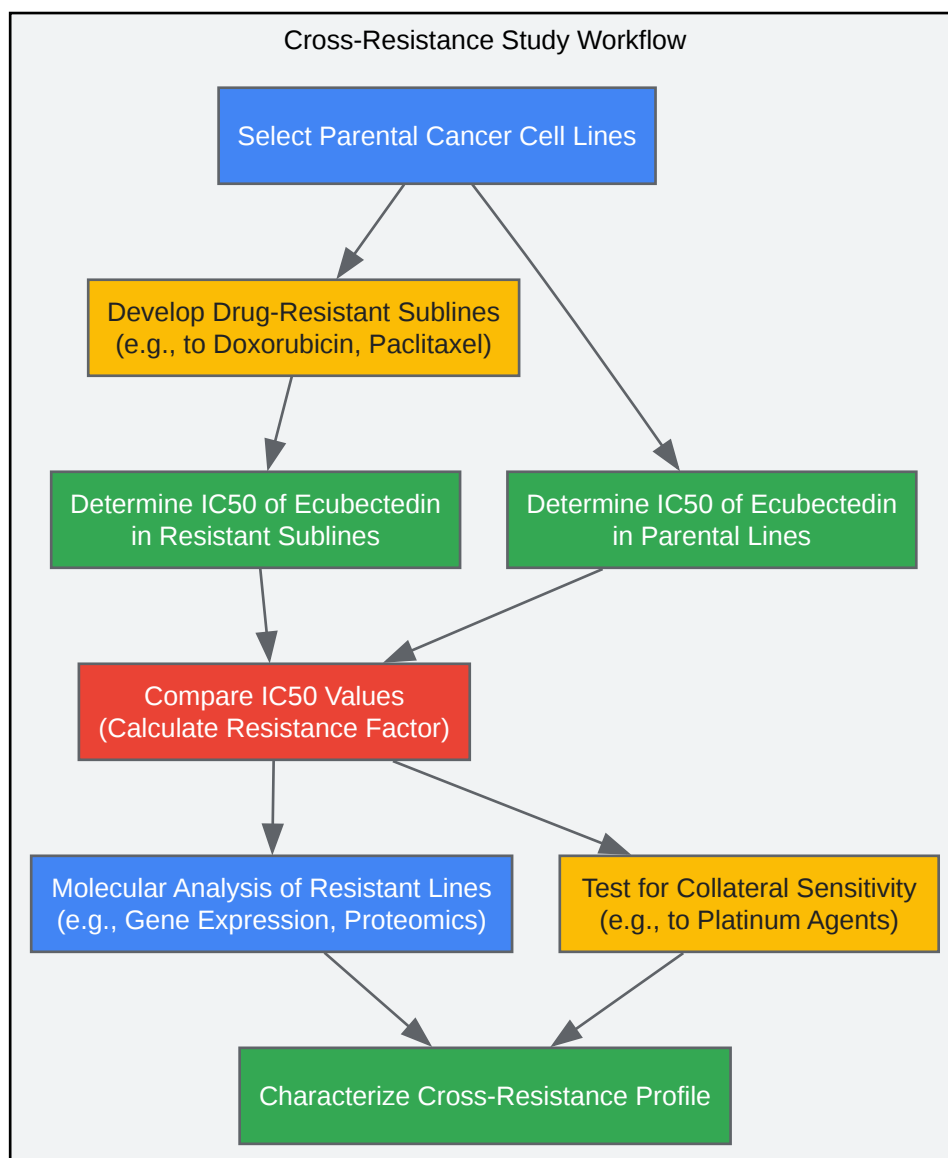 Cross-Resistance Study Workflow
Select Parental Cancer Cell Lines
Develop Drug-Resistant Sublines
(e.g., to Doxorubicin, Paclitaxel)
Determine IC50 of Ecubectedin
in Resistant Sublines
Determine IC50 of Ecubectedin
in Parental Lines
Compare IC50 Values
(Calculate Resistance Factor)
Molecular Analysis of Resistant Lines
(e.g., Gene Expression, Proteomics)
Test for Collateral Sensitivity
(e.g., to Platinum Agents)
Characterize Cross-Resistance Profile